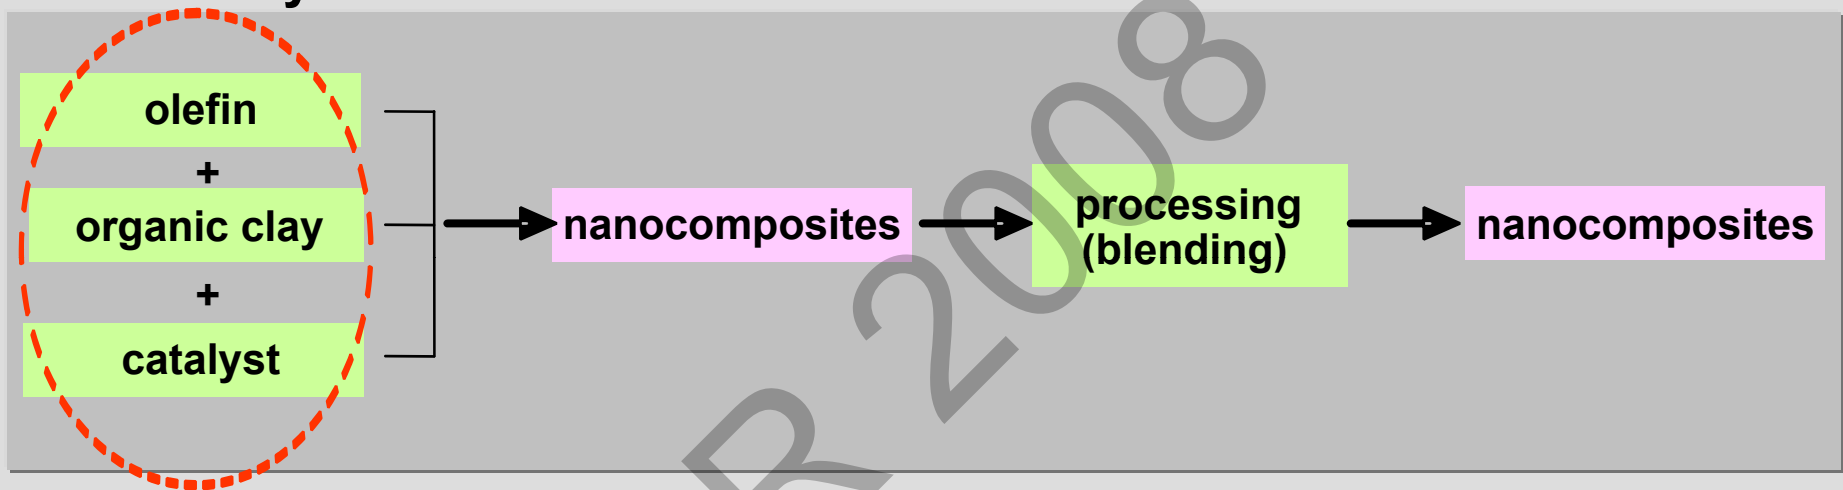 olefin
+
organic clay
+
catalyst
nanocomposites
processing
(blending)
nanocomposites
R 2008